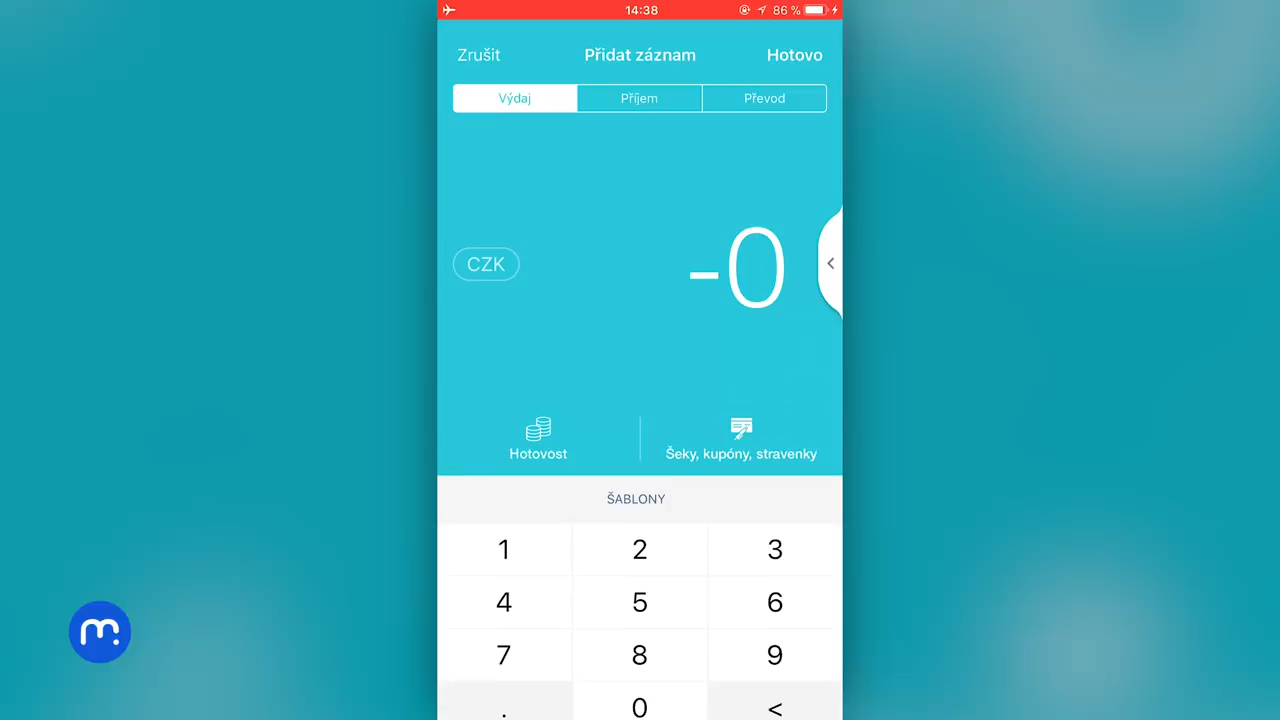 14:38 86 %
Zrušit Přidat záznam Hotovo
Výdaj Příjem Převod
CZK -0
Hotovost Šeky, kupóny, stravenky
ŠABLONY
1 2 3
4 5 6
7 8 9
. 0 <
m.